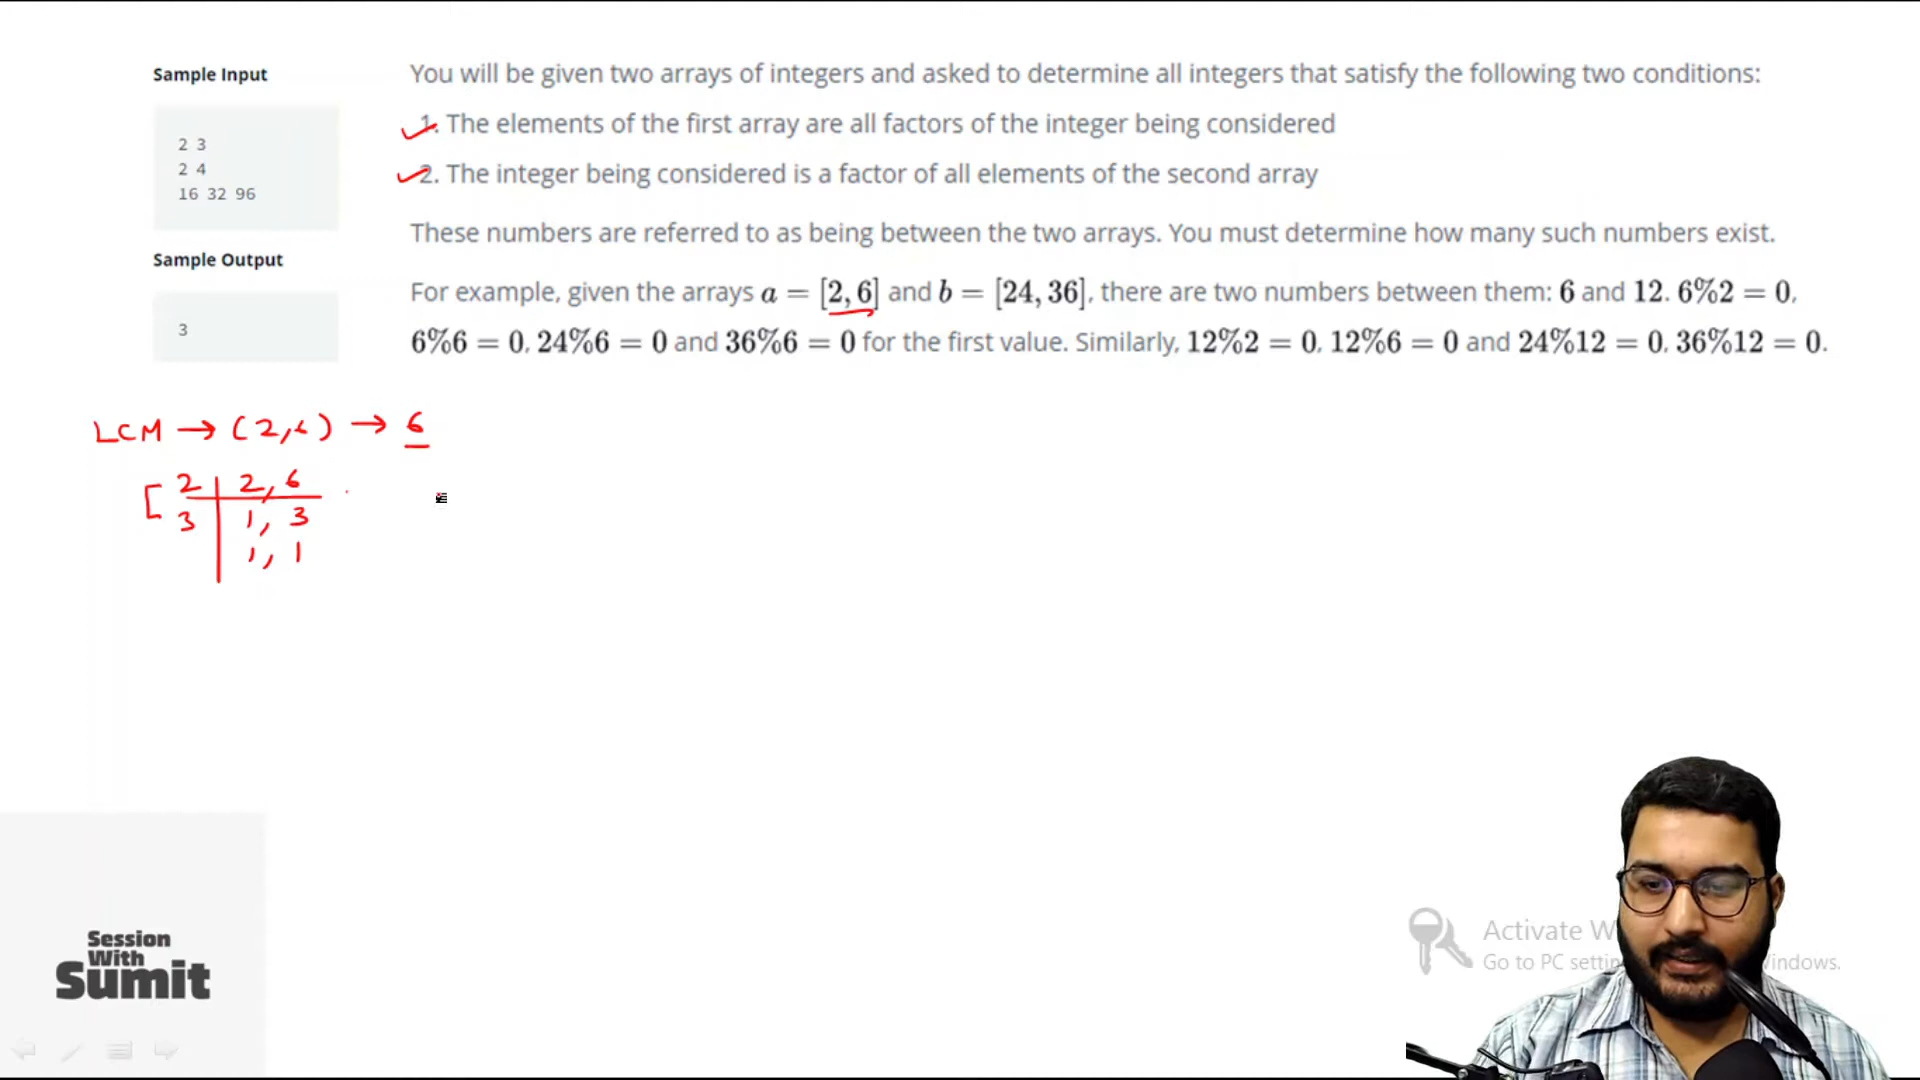 Sample Input
2 3
2 4
16 32 96
Sample Output
3
You will be given two arrays of integers and asked to determine all integers that satisfy the following two conditions:
1. The elements of the first array are all factors of the integer being considered
2. The integer being considered is a factor of all elements of the second array
These numbers are referred to as being between the two arrays. You must determine how many such numbers exist.
For example, given the arrays a = [2, 6] and b = [24, 36], there are two numbers between them: 6 and 12. 6%2 = 0,
6%6 = 0, 24%6 = 0 and 36%6 = 0 for the first value. Similarly, 12%2 = 0, 12%6 = 0 and 24%12 = 0, 36%12 = 0.
LCM → (2,6) → 6
[ 2 | 2, 6
3 | 1, 3
1, 1
Session
With
Sumit
Activate W
Go to PC settin indows.